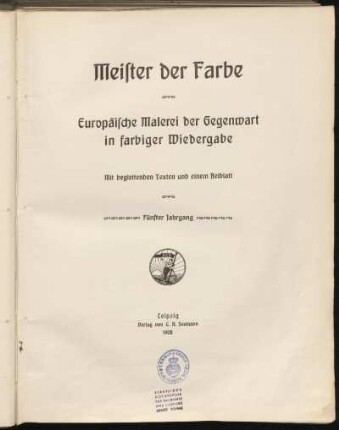 Meister der Farbe
Europäische Malerei der Gegenwart
in farbiger Wiedergabe
Mit begleitenden Texten und einem Beiblatt
Fünfter Jahrgang
Leipzig
Verlag von E. A. Seemann
1908